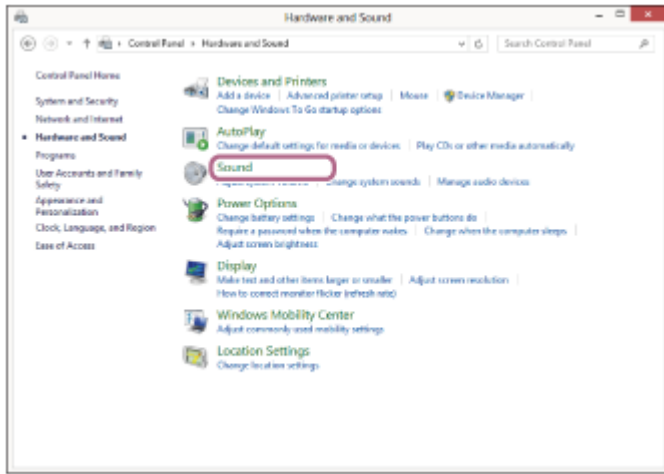 Hardware and Sound
Control Panel › Hardware and Sound
Search Control Panel
Control Panel Home
System and Security
Network and Internet
Hardware and Sound
Programs
User Accounts and Family
Safety
Appearance and
Personalization
Clock, Language, and Region
Ease of Access
Devices and Printers
Add a device | Advanced printer setup | Mouse | Device Manager |
Change Windows To Go startup options
AutoPlay
Change default settings for media or devices | Play CDs or other media automatically
Sound
Adjust system volume | Change system sounds | Manage audio devices
Power Options
Change battery settings | Change what the power buttons do |
Require a password when the computer wakes | Change when the computer sleeps |
Adjust screen brightness
Display
Make text and other items larger or smaller | Adjust screen resolution |
How to correct monitor flicker (refresh rate)
Windows Mobility Center
Adjust commonly used mobility settings
Location Settings
Change location settings